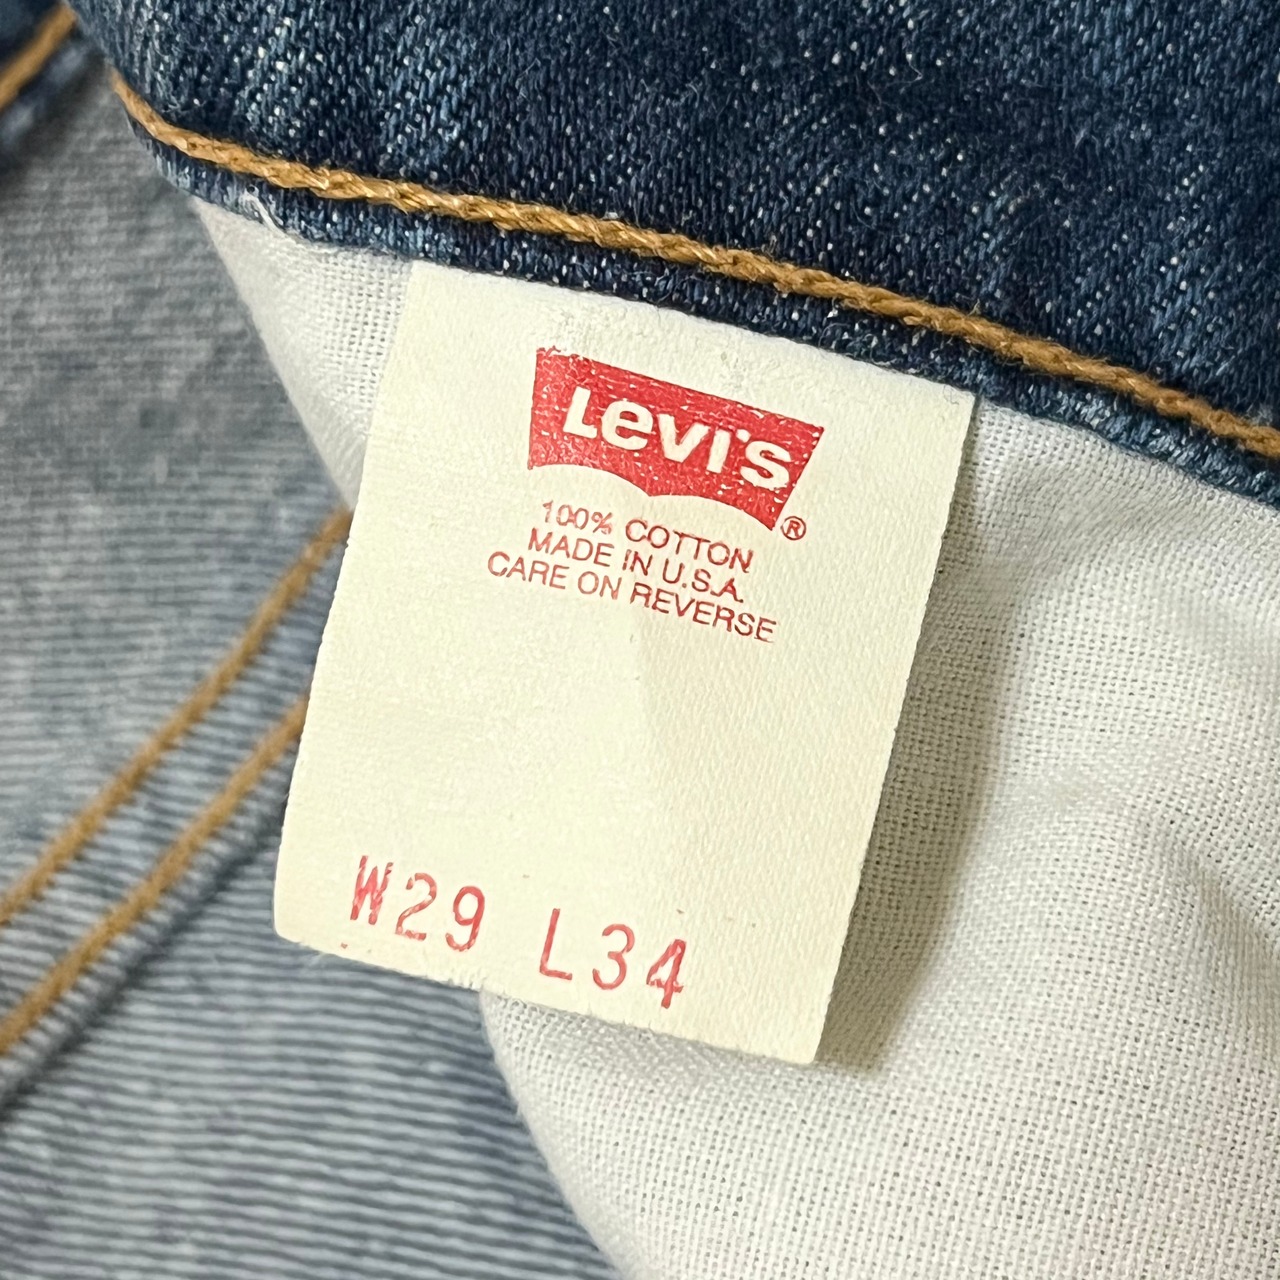 Levi's®
100% COTTON
MADE IN U.S.A.
CARE ON REVERSE
W29 L34